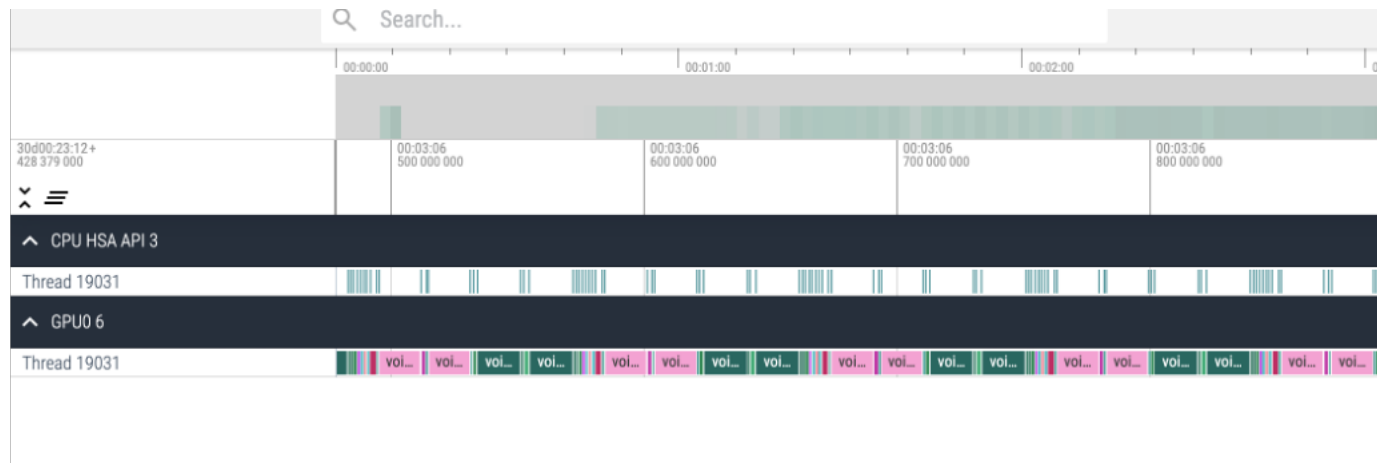 Search...
00:00:00 00:01:00 00:02:00
30d00:23:12+ 00:03:06 00:03:06 00:03:06 00:03:06
428 379 000 500 000 000 600 000 000 700 000 000 800 000 000
CPU HSA API 3
Thread 19031
GPU0 6
Thread 19031 voi... voi... voi... voi... voi... voi... voi... voi... voi... voi... voi... voi... voi... voi... voi... voi... voi... voi...